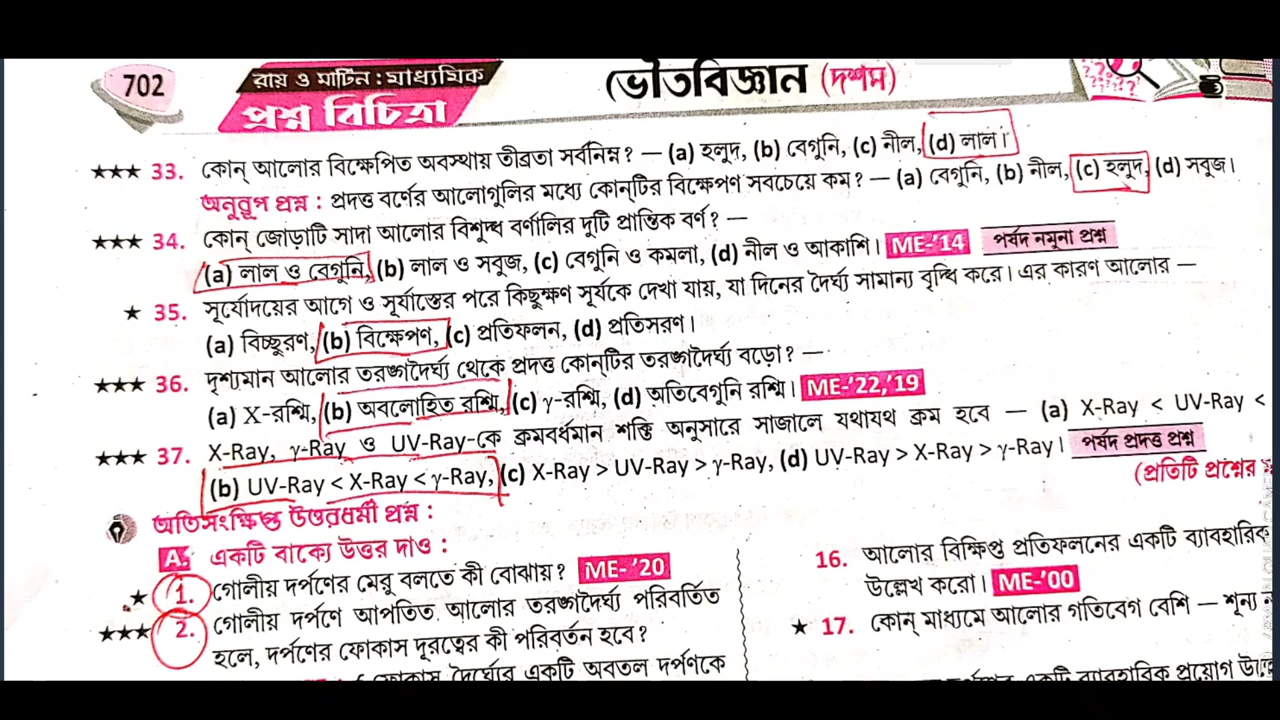 702
রায় ও মার্টিন : মাধ্যমিক
প্রশ্ন বিচিত্রা
ভৌতবিজ্ঞান (দশম)
★★★ 33. কোন্ আলোর বিক্ষেপিত অবস্থায় তীব্রতা সর্বনিম্ন? — (a) হলুদ, (b) বেগুনি, (c) নীল, (d) লাল।
অনুরূপ প্রশ্ন : প্রদত্ত বর্ণের আলোগুলির মধ্যে কোন্‌টির বিক্ষেপণ সবচেয়ে কম? — (a) বেগুনি, (b) নীল, (c) হলুদ, (d) সবুজ।
★★★ 34. কোন্ জোড়াটি সাদা আলোর বিশুদ্ধ বর্ণালির দুটি প্রান্তিক বর্ণ? —
(a) লাল ও বেগুনি, (b) লাল ও সবুজ, (c) বেগুনি ও কমলা, (d) নীল ও আকাশি। ME-'14 পর্ষদ নমুনা প্রশ্ন
★ 35. সূর্যোদয়ের আগে ও সূর্যাস্তের পরে কিছুক্ষণ সূর্যকে দেখা যায়, যা দিনের দৈর্ঘ্য সামান্য বৃদ্ধি করে। এর কারণ আলোর —
(a) বিচ্ছুরণ, (b) বিক্ষেপণ, (c) প্রতিফলন, (d) প্রতিসরণ।
★★★ 36. দৃশ্যমান আলোর তরঙ্গদৈর্ঘ্য থেকে প্রদত্ত কোন্‌টির তরঙ্গদৈর্ঘ্য বড়ো? —
(a) X-রশ্মি, (b) অবলোহিত রশ্মি, (c) γ-রশ্মি, (d) অতিবেগুনি রশ্মি। ME-'22,'19
★★★ 37. X-Ray, γ-Ray ও UV-Ray-কে ক্রমবর্ধমান শক্তি অনুসারে সাজালে যথাযথ ক্রম হবে — (a) X-Ray < UV-Ray <
(b) UV-Ray < X-Ray < γ-Ray, (c) X-Ray > UV-Ray > γ-Ray, (d) UV-Ray > X-Ray > γ-Ray। পর্ষদ প্রদত্ত প্রশ্ন
(প্রতিটি প্রশ্নের
অতিসংক্ষিপ্ত উত্তরধর্মী প্রশ্ন :
A. একটি বাক্যে উত্তর দাও :
★ 1. গোলীয় দর্পণের মেরু বলতে কী বোঝায়? ME-'20
★★★ 2. গোলীয় দর্পণে আপতিত আলোর তরঙ্গদৈর্ঘ্য পরিবর্তিত
হলে, দর্পণের ফোকাস দূরত্বের কী পরিবর্তন হবে?
ফোকাস দৈর্ঘ্যের একটি অবতল দর্পণকে
16. আলোর বিক্ষিপ্ত প্রতিফলনের একটি ব্যাবহারিক
উল্লেখ করো। ME-'00
★ 17. কোন্ মাধ্যমে আলোর গতিবেগ বেশি — শূন্য
একটি ব্যাবহারিক প্রয়োগ